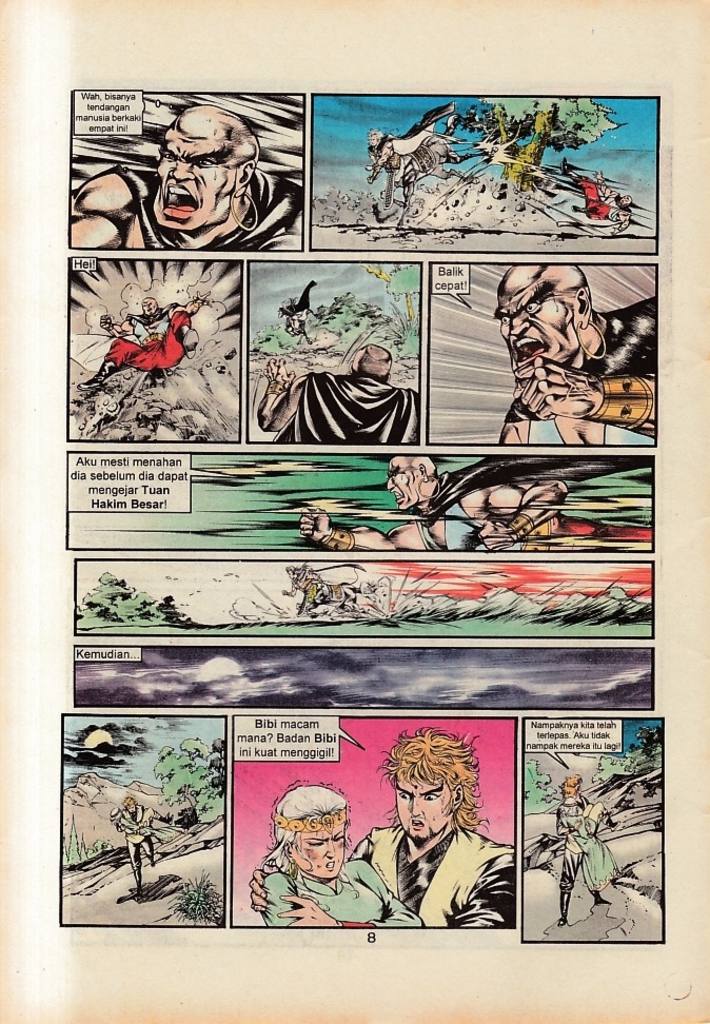 Wah, bisanya
tendangan
manusia berkaki
empat ini!
Hei!
Balik
cepat!
Aku mesti menahan
dia sebelum dia dapat
mengejar Tuan
Hakim Besar!
Kemudian...
Bibi macam
mana? Badan Bibi
ini kuat menggigil!
Nampaknya kita telah
terlepas. Aku tidak
nampak mereka itu lagi!
8